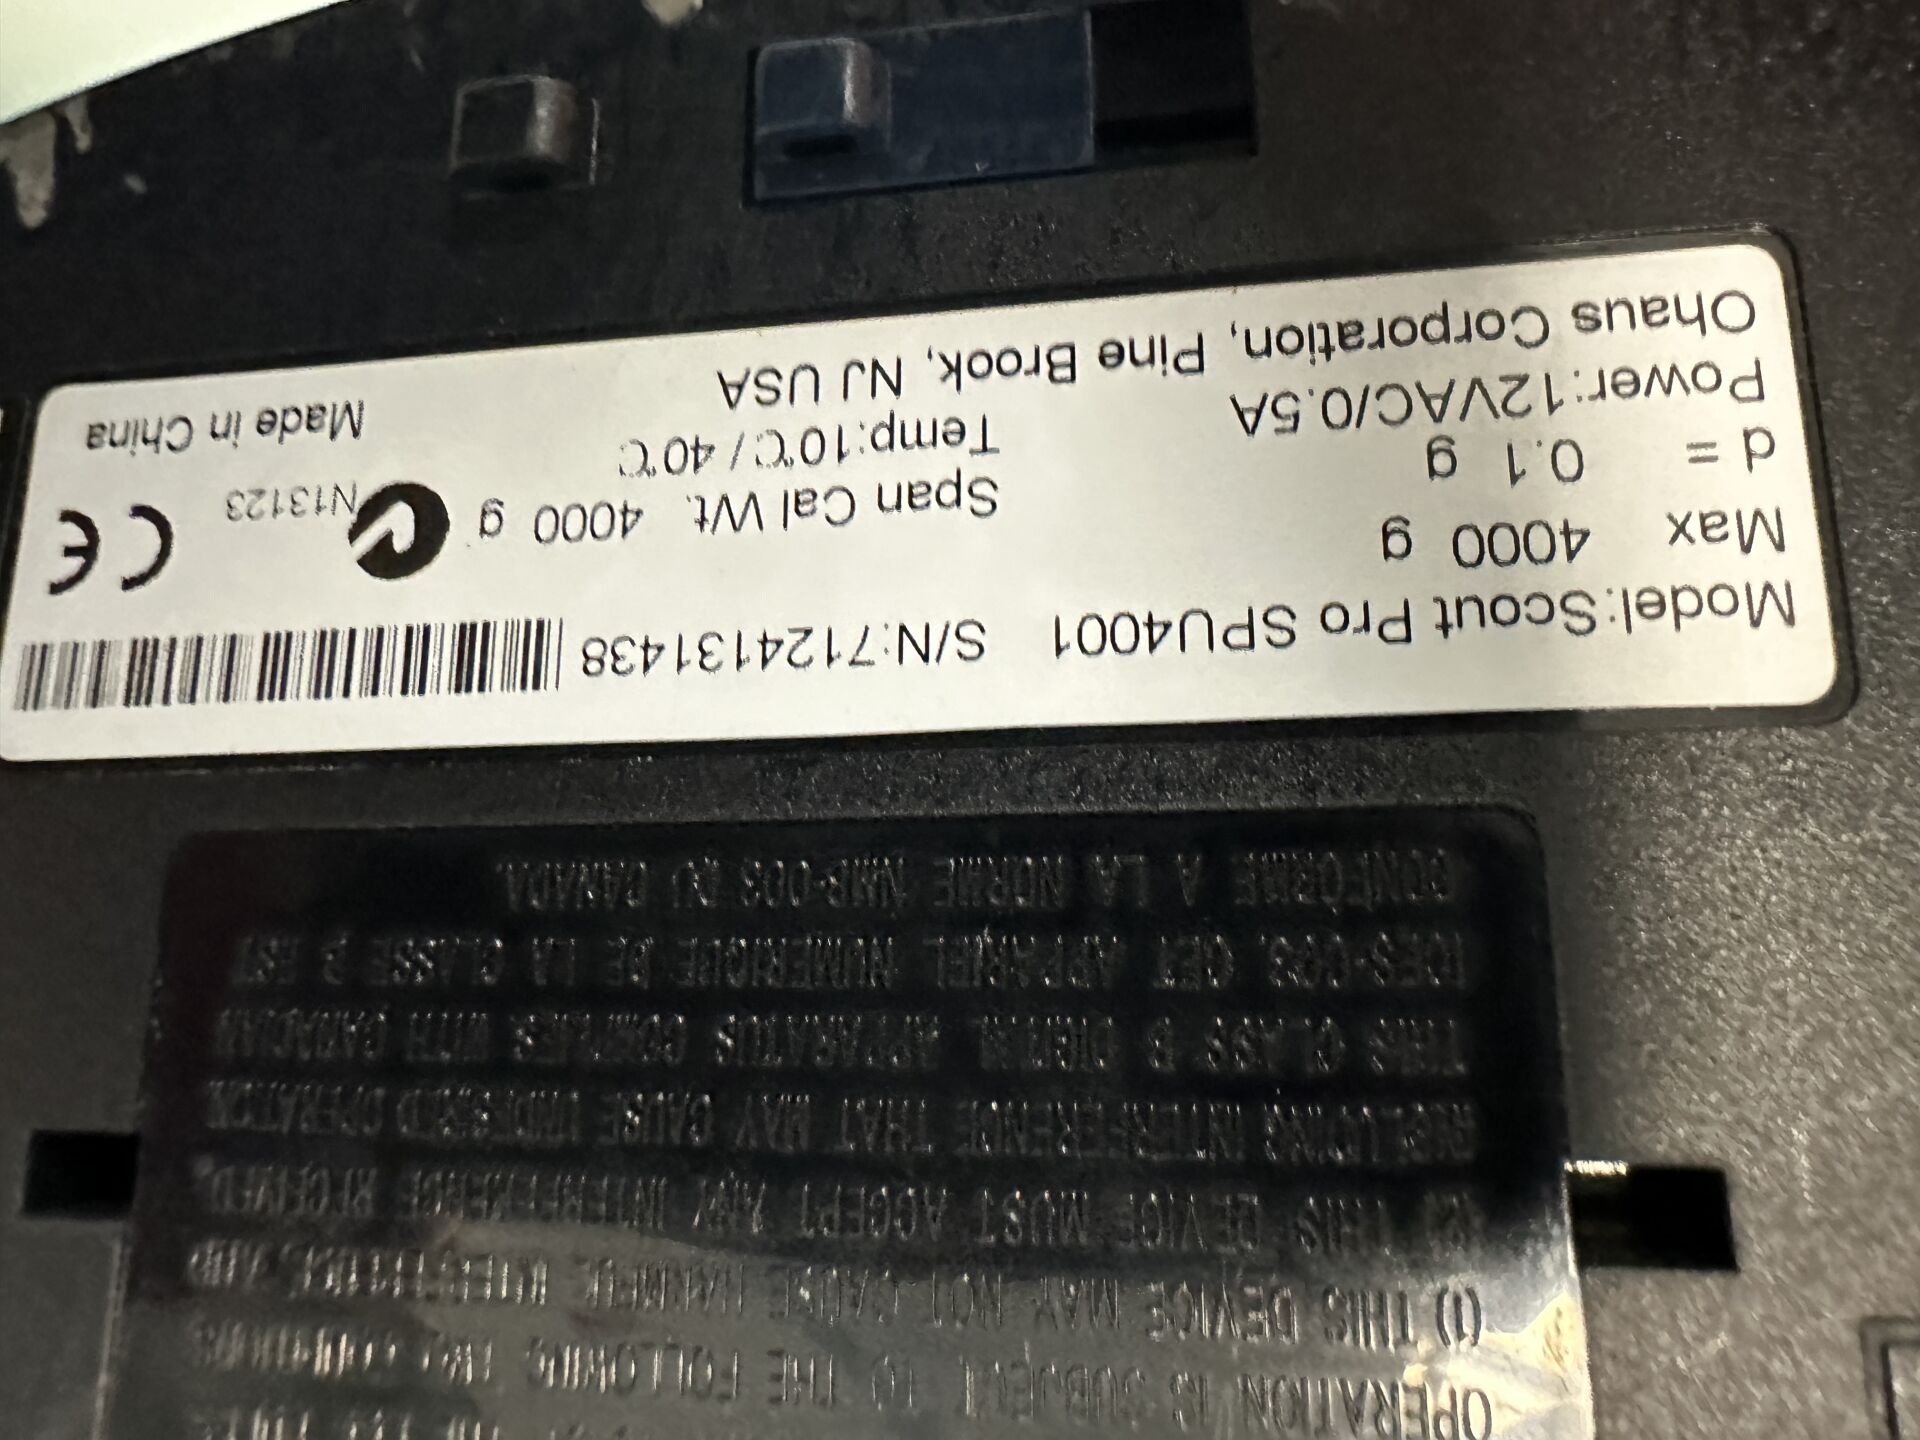 Model:Scout Pro SPU4001 S/N:7124131438
Max 4000 g Span Cal Wt. 4000 g N13123 CE
d = 0.1 g Temp:10℃/ 40℃
Power:12VAC/0.5A Made in China
Ohaus Corporation, Pine Brook, NJ USA
OPERATION IS SUBJECT TO THE FOLLOWING TWO CONDITIONS
(1) THIS DEVICE MAY NOT CAUSE HARMFUL INTERFERENCE, AND
(2) THIS DEVICE MUST ACCEPT ANY INTERFERENCE RECEIVED,
INCLUDING INTERFERENCE THAT MAY CAUSE UNDESIRED OPERATION
THIS CLASS B DIGITAL APPARATUS COMPLIES WITH CANADIAN
ICES-003. CET APPAREIL NUMERIQUE DE LA CLASSE B EST
CONFORME A LA NORME NMB-003 DU CANADA.